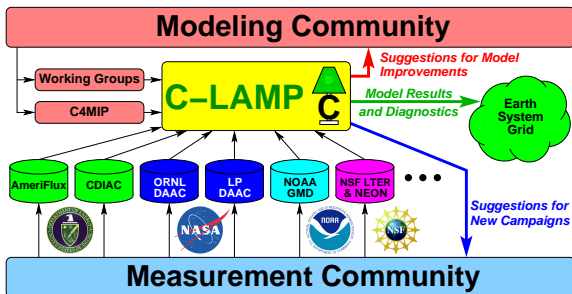 Modeling Community
Working Groups
C4MIP
C–LAMP
C
Suggestions for Model
Improvements
Model Results
and Diagnostics
Earth
System
Grid
AmeriFlux
CDIAC
ORNL
DAAC
LP
DAAC
NOAA
GMD
NSF LTER
& NEON
Suggestions for
New Campaigns
NASA
NOAA
NSF
Measurement Community